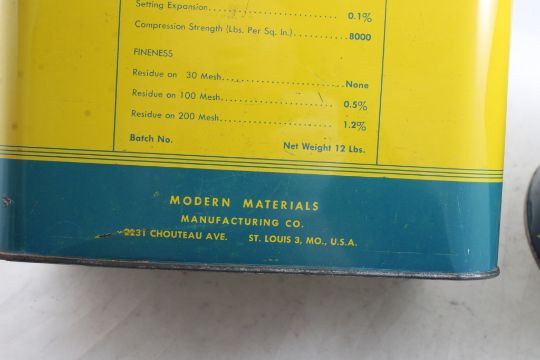 Setting Expansion.................................. 0.1%
Compression Strength (Lbs. Per Sq. In.)............ 8000
FINENESS
Residue on 30 Mesh............................None
Residue on 100 Mesh............................ 0.5%
Residue on 200 Mesh............................ 1.2%
Batch No. Net Weight 12 Lbs.
MODERN MATERIALS
MANUFACTURING CO.
2231 CHOUTEAU AVE. ST. LOUIS 3, MO., U.S.A.